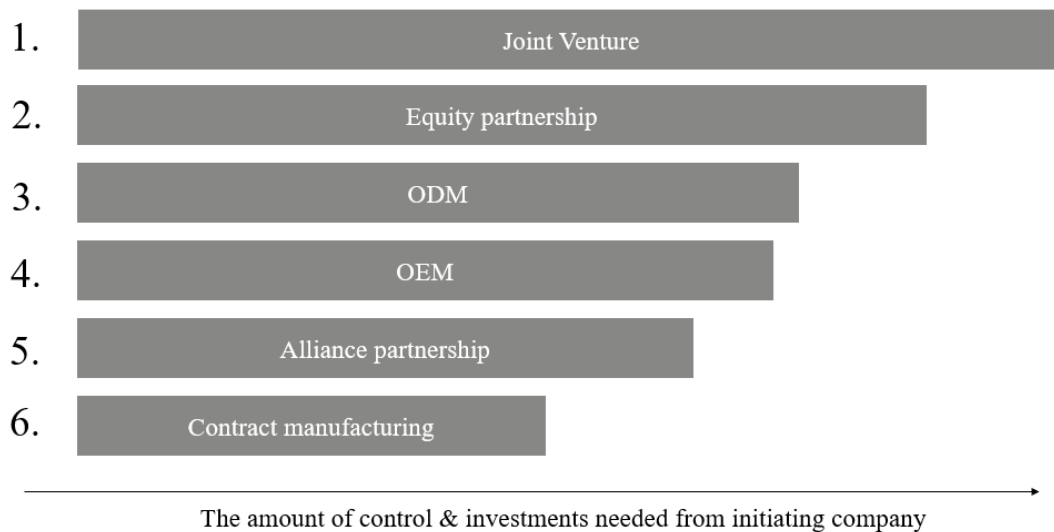 1. Joint Venture
2. Equity partnership
3. ODM
4. OEM
5. Alliance partnership
6. Contract manufacturing
The amount of control & investments needed from initiating company